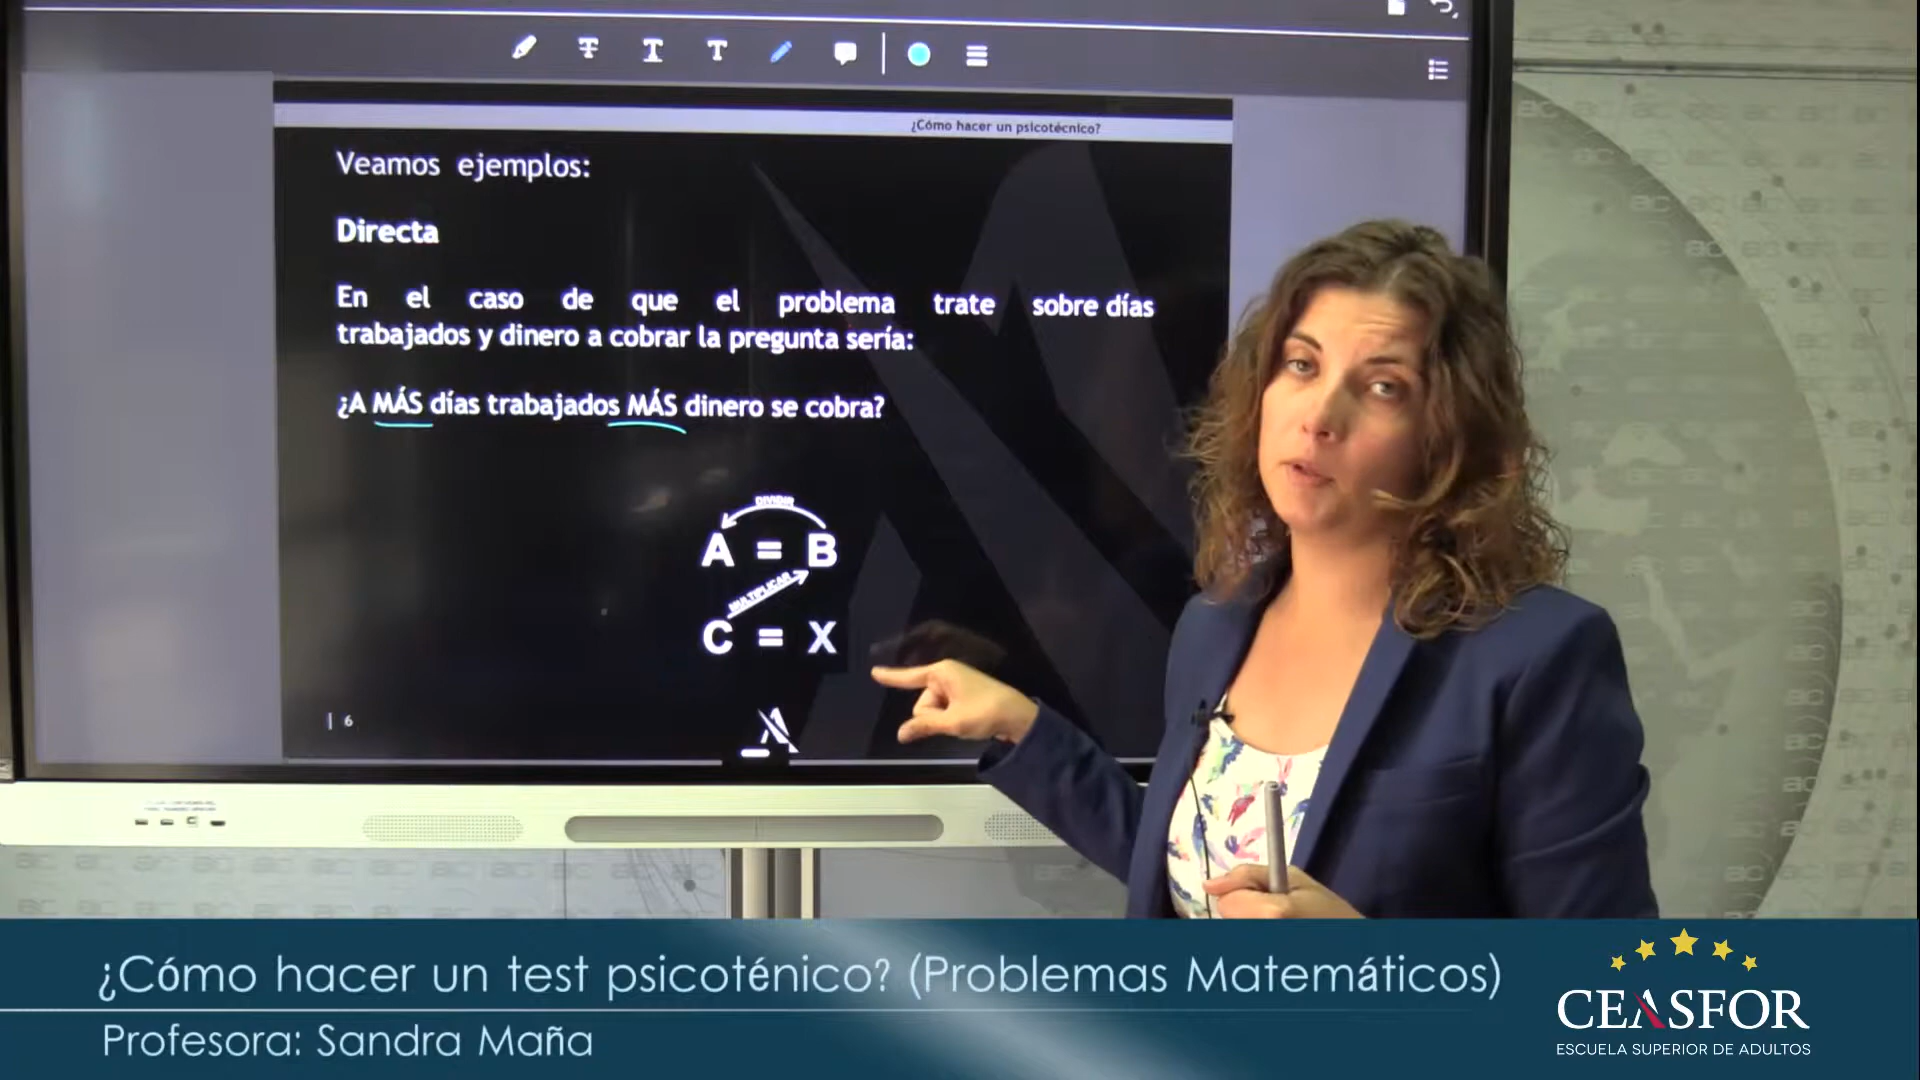 ¿Cómo hacer un psicotécnico?
Veamos ejemplos:
Directa
En el caso de que el problema trate sobre días
trabajados y dinero a cobrar la pregunta sería:
¿A MÁS días trabajados MÁS dinero se cobra?
DIVIDIR
A = B
MULTIPLICAR
C = X
| 6
¿Cómo hacer un test psicoténico? (Problemas Matemáticos)
Profesora: Sandra Maña
CEASFOR
ESCUELA SUPERIOR DE ADULTOS